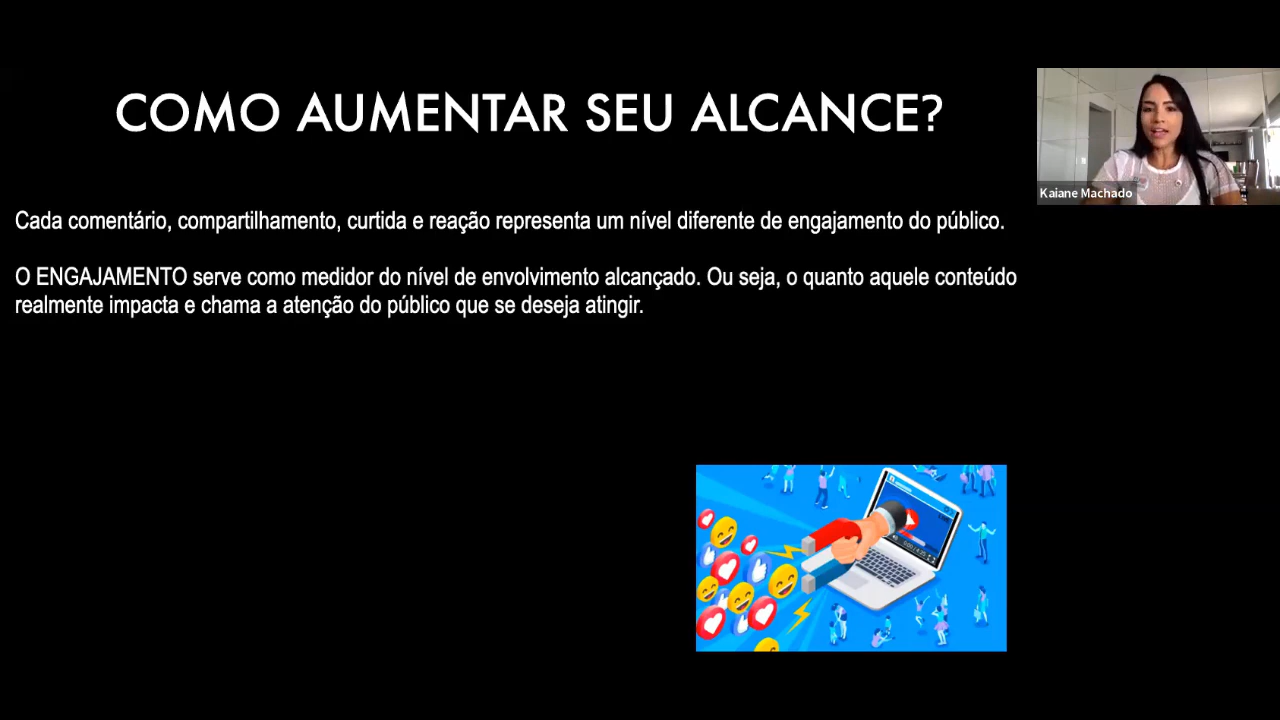 COMO AUMENTAR SEU ALCANCE?
Kaiane Machado
Cada comentário, compartilhamento, curtida e reação representa um nível diferente de engajamento do público.
O ENGAJAMENTO serve como medidor do nível de envolvimento alcançado. Ou seja, o quanto aquele conteúdo
realmente impacta e chama a atenção do público que se deseja atingir.